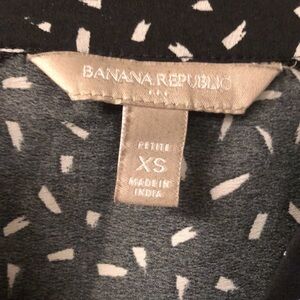 BANANA REPUBLIC
PETITE
XS
MADE IN
INDIA